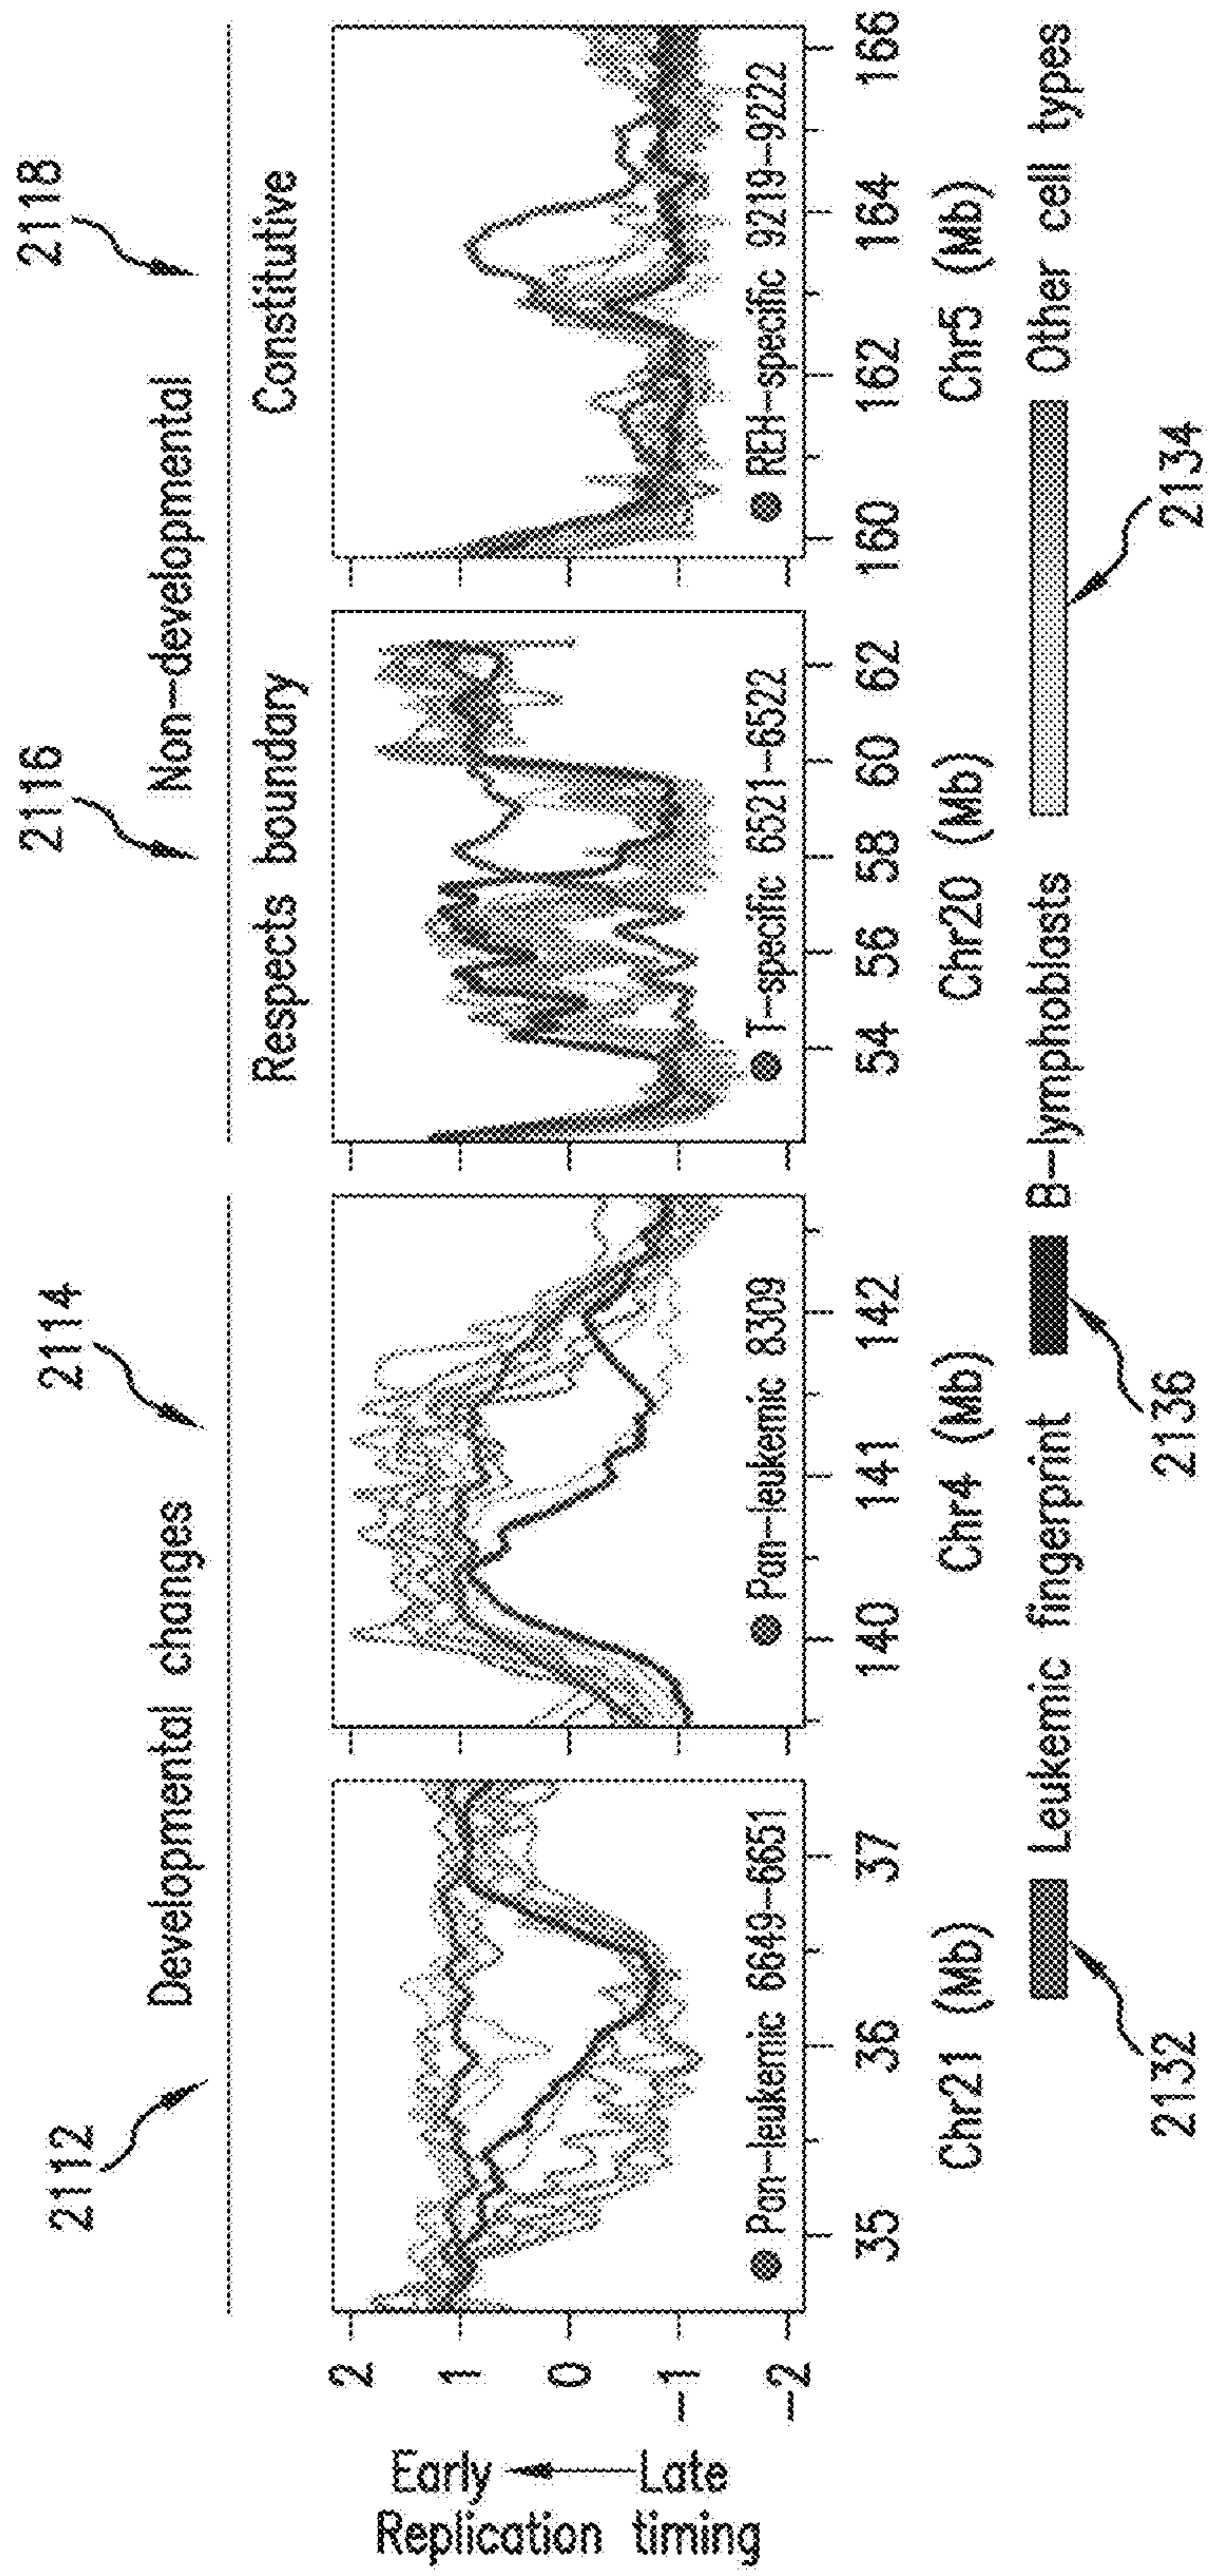 2112
2114
2116
2118
Developmental changes
Non-developmental
Respects boundary
Constitutive
Early
Late
Replication timing
2
1
0
-1
-2
Pan-leukemic 6649-6651
Pan-leukemic 8309
T-specific 6521-6522
REH-specific 9219-9222
35 36 37
140 141 142
54 56 58 60 62
160 162 164 166
Chr21 (Mb)
Chr4 (Mb)
Chr20 (Mb)
Chr5 (Mb)
Leukemic fingerprint
B-lymphoblasts
Other cell types
2132
2136
2134